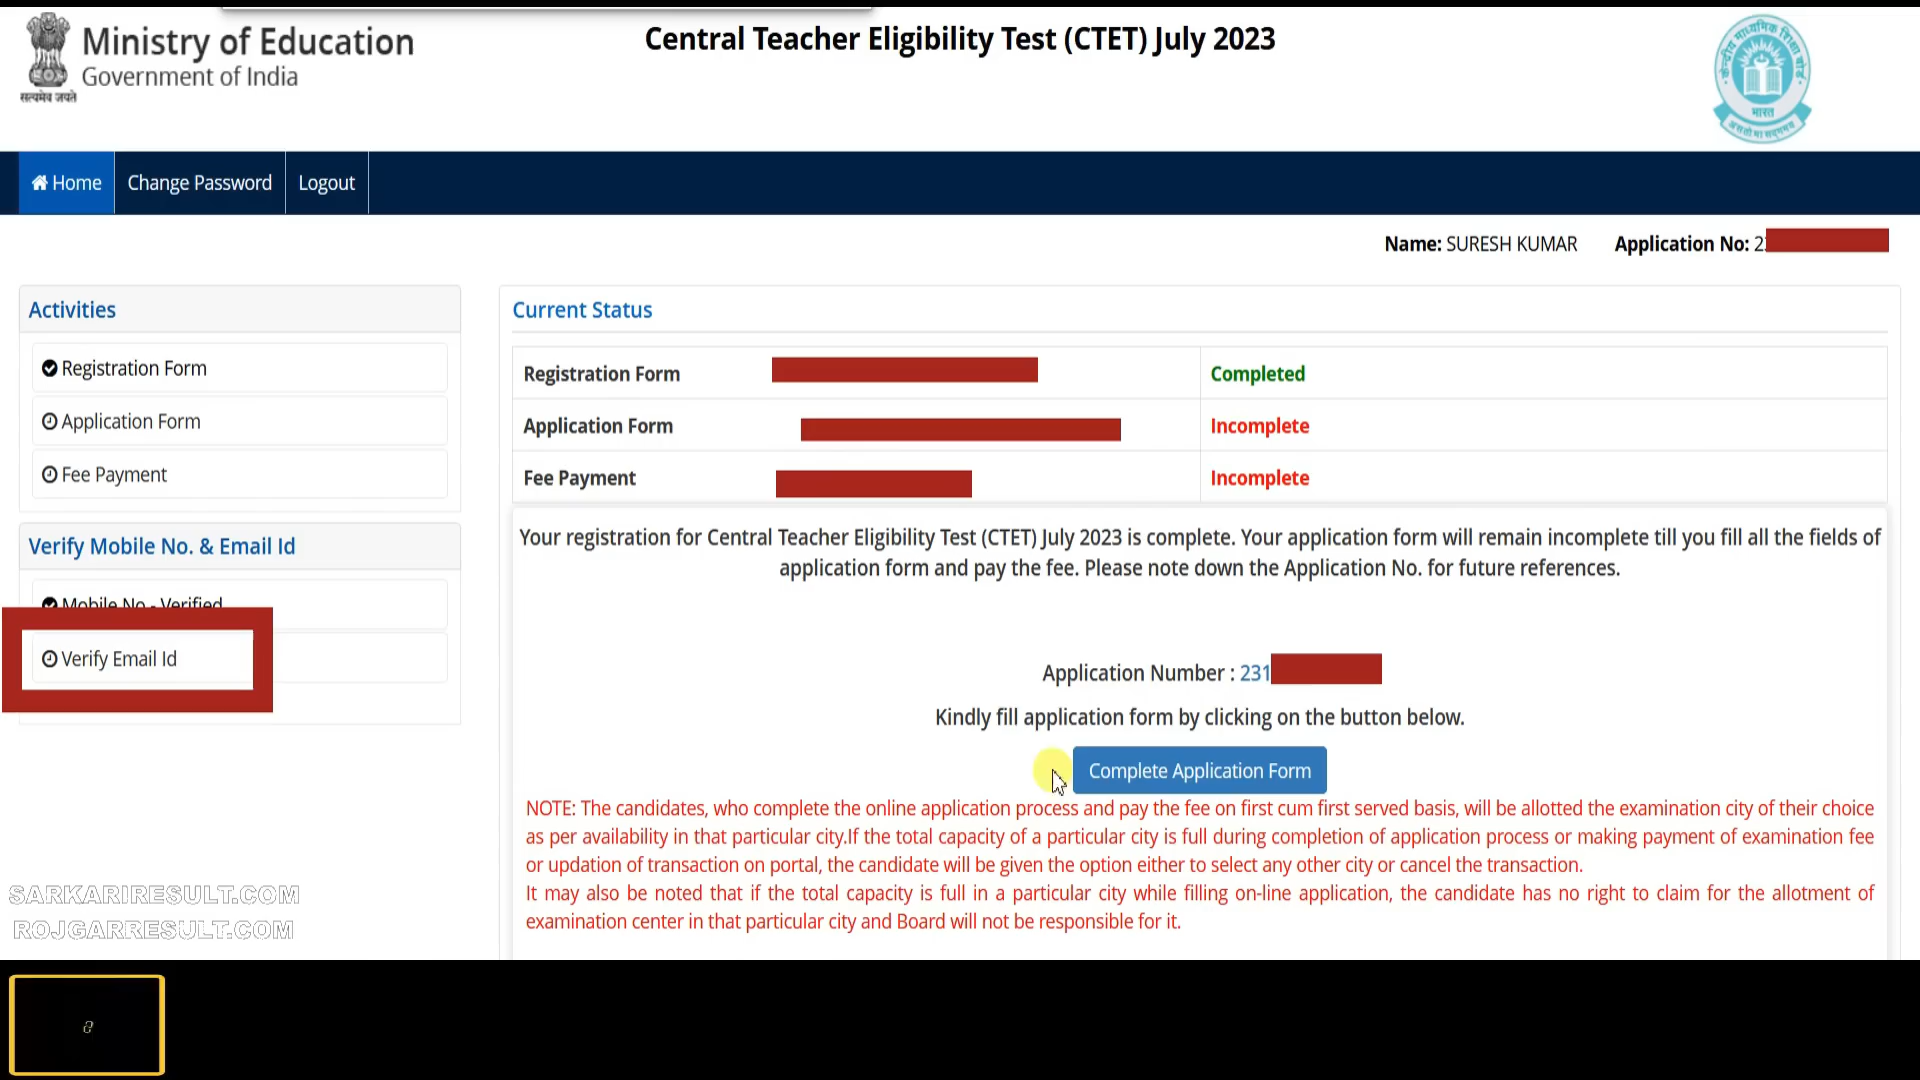 Ministry of Education
Government of India
सत्यमेव जयते
Central Teacher Eligibility Test (CTET) July 2023
केन्द्रीय माध्यमिक शिक्षा बोर्ड
भारत
असतो मा सद्गमय
Home Change Password Logout
Name: SURESH KUMAR Application No: 2
Activities
Registration Form
Application Form
Fee Payment
Verify Mobile No. & Email Id
Mobile No - Verified
Verify Email Id
Current Status
Registration Form Completed
Application Form Incomplete
Fee Payment Incomplete
Your registration for Central Teacher Eligibility Test (CTET) July 2023 is complete. Your application form will remain incomplete till you fill all the fields of
application form and pay the fee. Please note down the Application No. for future references.
Application Number : 231
Kindly fill application form by clicking on the button below.
Complete Application Form
NOTE: The candidates, who complete the online application process and pay the fee on first cum first served basis, will be allotted the examination city of their choice
as per availability in that particular city.If the total capacity of a particular city is full during completion of application process or making payment of examination fee
or updation of transaction on portal, the candidate will be given the option either to select any other city or cancel the transaction.
It may also be noted that if the total capacity is full in a particular city while filling on-line application, the candidate has no right to claim for the allotment of
examination center in that particular city and Board will not be responsible for it.
SARKARIRESULT.COM
ROJGARRESULT.COM